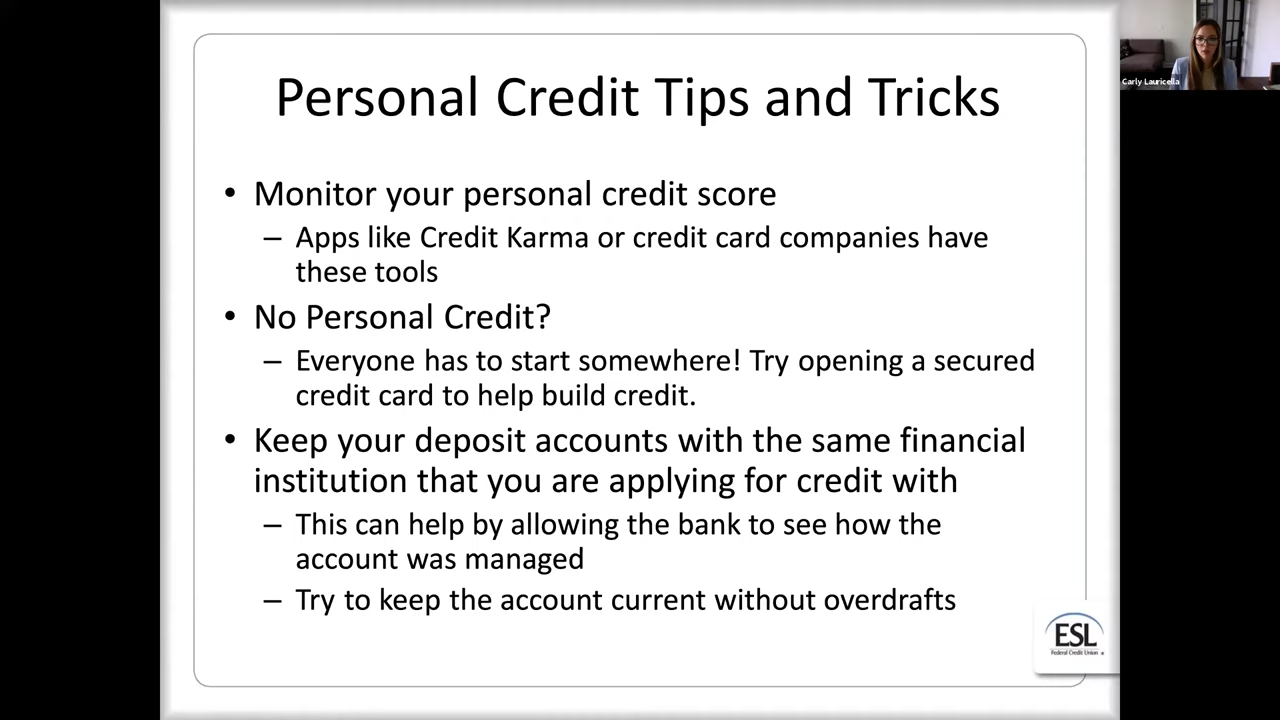 Personal Credit Tips and Tricks
• Monitor your personal credit score
– Apps like Credit Karma or credit card companies have
these tools
• No Personal Credit?
– Everyone has to start somewhere! Try opening a secured
credit card to help build credit.
• Keep your deposit accounts with the same financial
institution that you are applying for credit with
– This can help by allowing the bank to see how the
account was managed
– Try to keep the account current without overdrafts
ESL
Federal Credit Union
Carly Lauricella